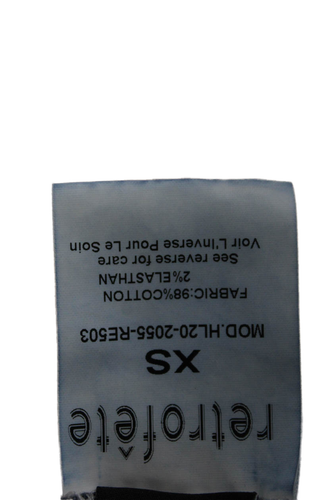 retrofête
XS
MOD.HL20-2055-RE503
FABRIC:98%COTTON
2%ELASTHAN
See reverse for care
Voir L'Inverse Pour Le Soin